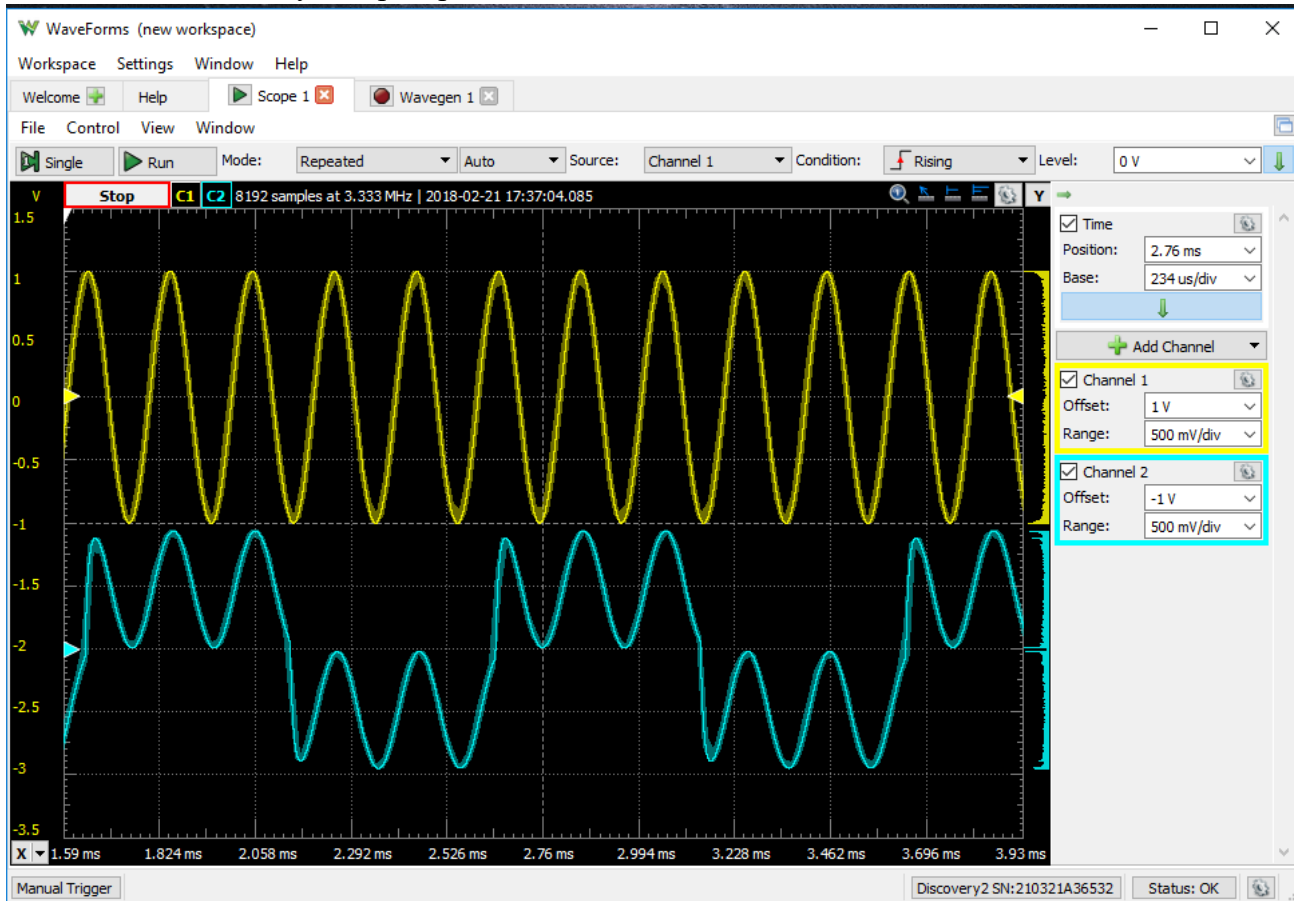 WaveForms (new workspace)
Workspace Settings Window Help
Welcome Help Scope 1 Wavegen 1
File Control View Window
Single Run Mode: Repeated Auto Source: Channel 1 Condition: Rising Level: 0 V
V Stop C1 C2 8192 samples at 3.333 MHz | 2018-02-21 17:37:04.085 Y
1.5
1
0.5
0
-0.5
-1
-1.5
-2
-2.5
-3
-3.5
X 1.59 ms 1.824 ms 2.058 ms 2.292 ms 2.526 ms 2.76 ms 2.994 ms 3.228 ms 3.462 ms 3.696 ms 3.93 ms
Time
Position: 2.76 ms
Base: 234 us/div
Add Channel
Channel 1
Offset: 1 V
Range: 500 mV/div
Channel 2
Offset: -1 V
Range: 500 mV/div
Manual Trigger Discovery2 SN:210321A36532 Status: OK